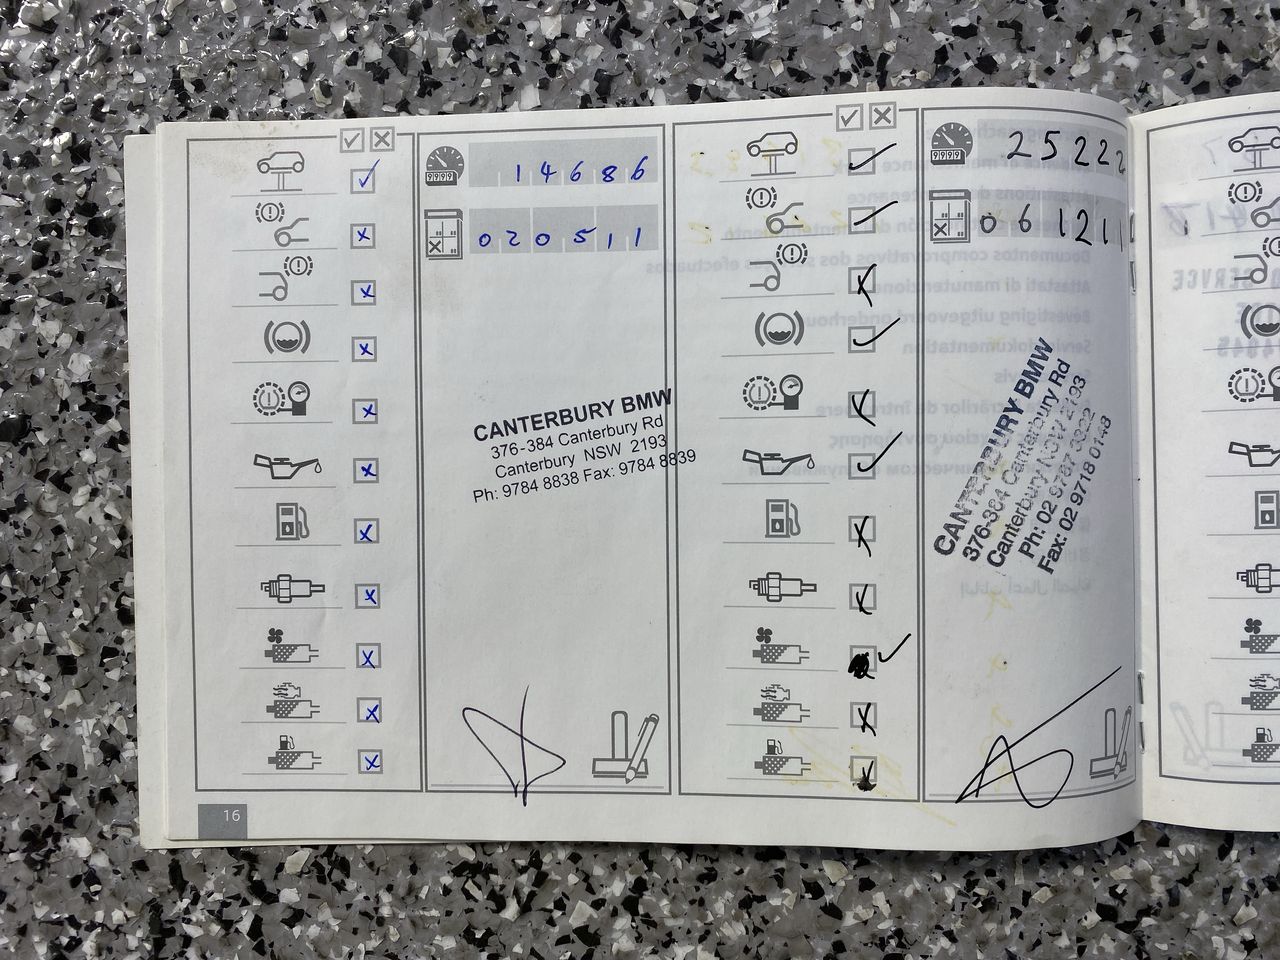 14686
020511
CANTERBURY BMW
376-384 Canterbury Rd
Canterbury NSW 2193
Ph: 9784 8838 Fax: 9784 8839
16
25222
061211
CANTERBURY BMW
376-384 Canterbury Rd
Canterbury NSW 2193
Ph: 02 9787 3822
Fax: 02 9718 0148